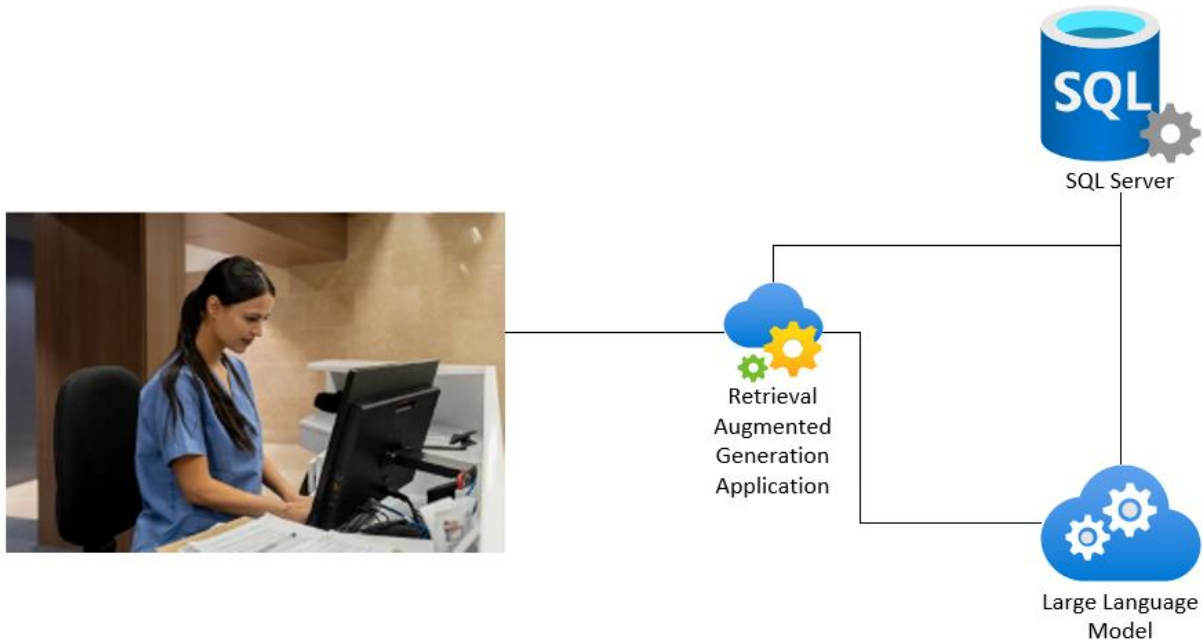 SQL
SQL Server
Retrieval
Augmented
Generation
Application
Large Language
Model